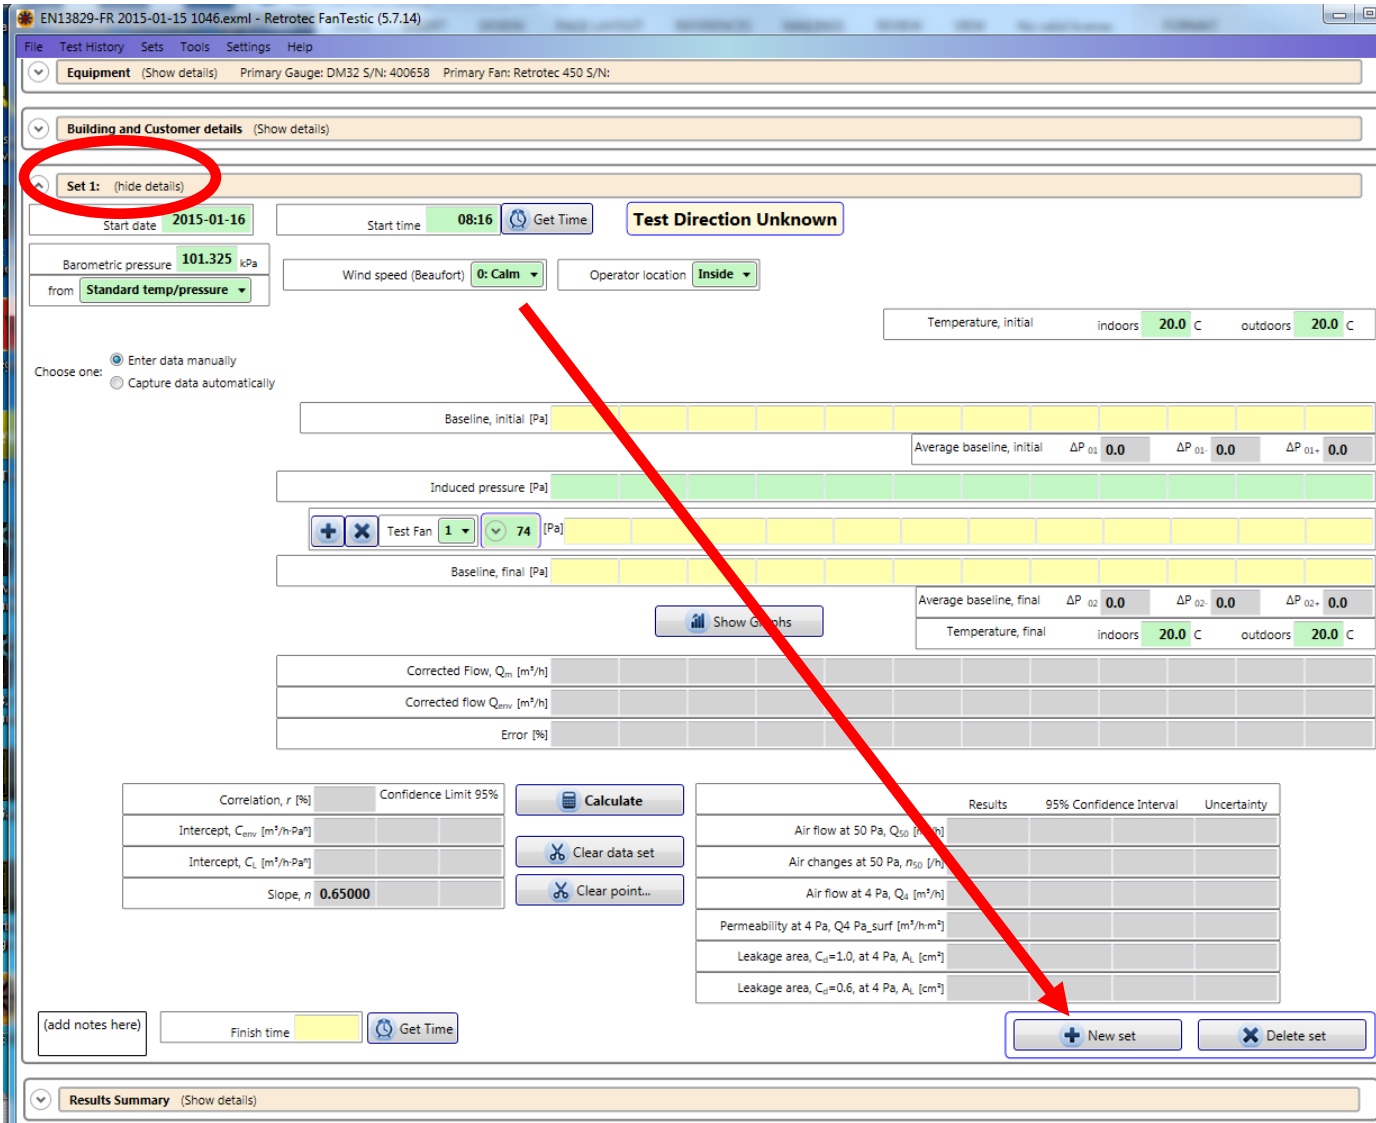 EN13829-FR 2015-01-15 1046.exml - Retrotec FanTestic (5.7.14)
File Test History Sets Tools Settings Help
Equipment (Show details) Primary Gauge: DM32 S/N: 400658 Primary Fan: Retrotec 450 S/N:
Building and Customer details (Show details)
Set 1: (hide details)
Start date 2015-01-16 Start time 08:16 Get Time Test Direction Unknown
Barometric pressure 101.325 kPa
from Standard temp/pressure
Wind speed (Beaufort) 0: Calm Operator location Inside
Temperature, initial indoors 20.0 C outdoors 20.0 C
Choose one: Enter data manually
Capture data automatically
Baseline, initial [Pa]
Average baseline, initial ΔP 01 0.0 ΔP 01- 0.0 ΔP 01+ 0.0
Induced pressure [Pa]
Test Fan 1 74 [Pa]
Baseline, final [Pa]
Average baseline, final ΔP 02 0.0 ΔP 02- 0.0 ΔP 02+ 0.0
Show Graphs
Temperature, final indoors 20.0 C outdoors 20.0 C
Corrected Flow, Qm [m³/h]
Corrected flow Qenv [m³/h]
Error [%]
Correlation, r [%] Confidence Limit 95%
Intercept, Cenv [m³/h·Paⁿ]
Intercept, CL [m³/h·Paⁿ]
Slope, n 0.65000
Calculate
Clear data set
Clear point...
Results 95% Confidence Interval Uncertainty
Air flow at 50 Pa, Q50 [m³/h]
Air changes at 50 Pa, n50 [/h]
Air flow at 4 Pa, Q4 [m³/h]
Permeability at 4 Pa, Q4 Pa_surf [m³/h·m²]
Leakage area, Cd=1.0, at 4 Pa, AL [cm²]
Leakage area, Cd=0.6, at 4 Pa, AL [cm²]
(add notes here) Finish time Get Time New set Delete set
Results Summary (Show details)